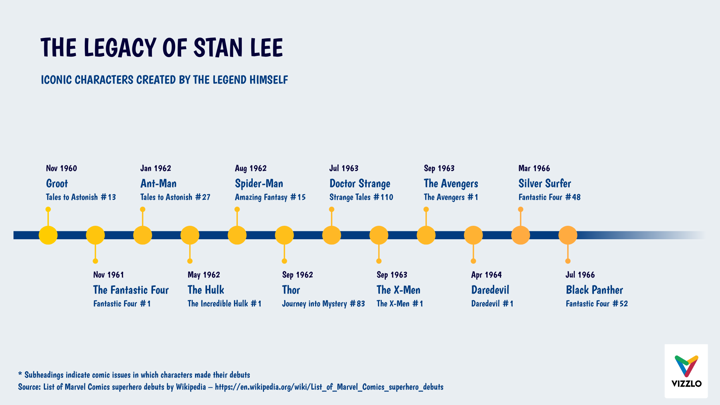 THE LEGACY OF STAN LEE
ICONIC CHARACTERS CREATED BY THE LEGEND HIMSELF
Nov 1960
Groot
Tales to Astonish #13
Jan 1962
Ant-Man
Tales to Astonish #27
Aug 1962
Spider-Man
Amazing Fantasy #15
Jul 1963
Doctor Strange
Strange Tales #110
Sep 1963
The Avengers
The Avengers #1
Mar 1966
Silver Surfer
Fantastic Four #48
Nov 1961
The Fantastic Four
Fantastic Four #1
May 1962
The Hulk
The Incredible Hulk #1
Sep 1962
Thor
Journey into Mystery #83
Sep 1963
The X-Men
The X-Men #1
Apr 1964
Daredevil
Daredevil #1
Jul 1966
Black Panther
Fantastic Four #52
* Subheadings indicate comic issues in which characters made their debuts
Source: List of Marvel Comics superhero debuts by Wikipedia – https://en.wikipedia.org/wiki/List_of_Marvel_Comics_superhero_debuts
VIZZLO